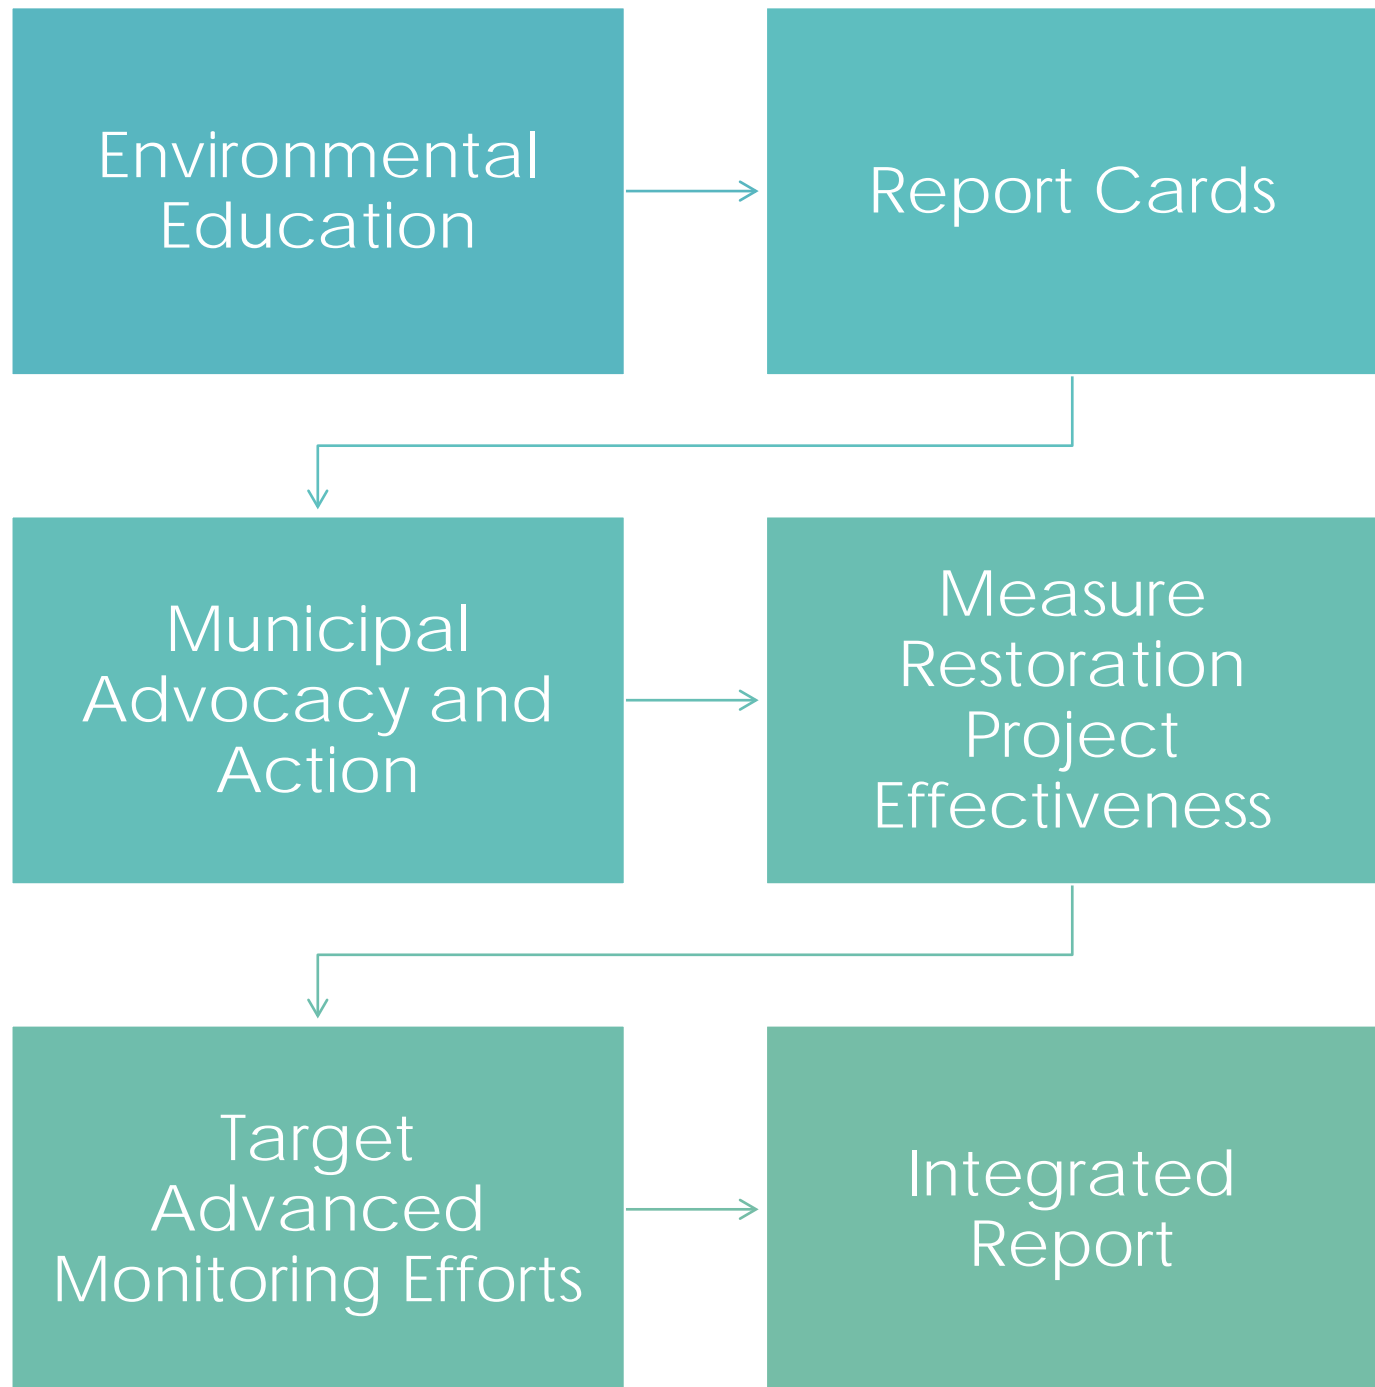 Environmental
Education
Report Cards
Municipal
Advocacy and
Action
Measure
Restoration
Project
Effectiveness
Target
Advanced
Monitoring Efforts
Integrated
Report